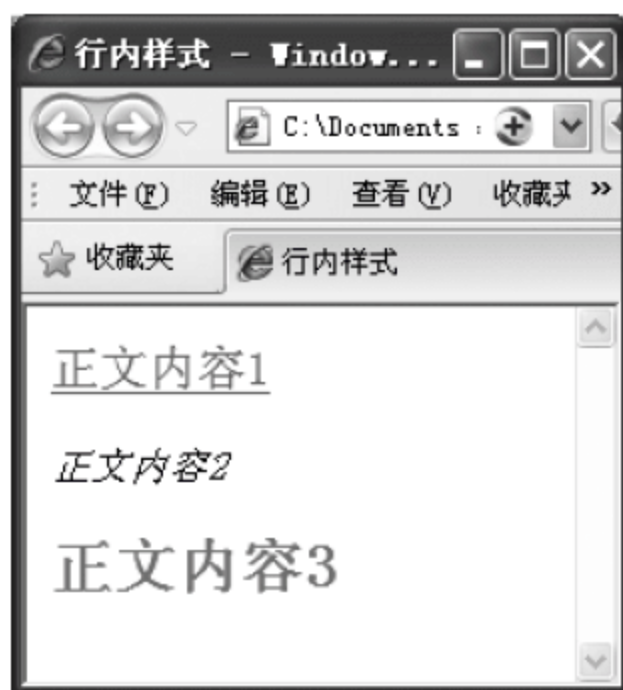 行内样式 - Window...
C:\Documents
文件(F) 编辑(E) 查看(V) 收藏夹 »
收藏夹 行内样式
正文内容1
正文内容2
正文内容3